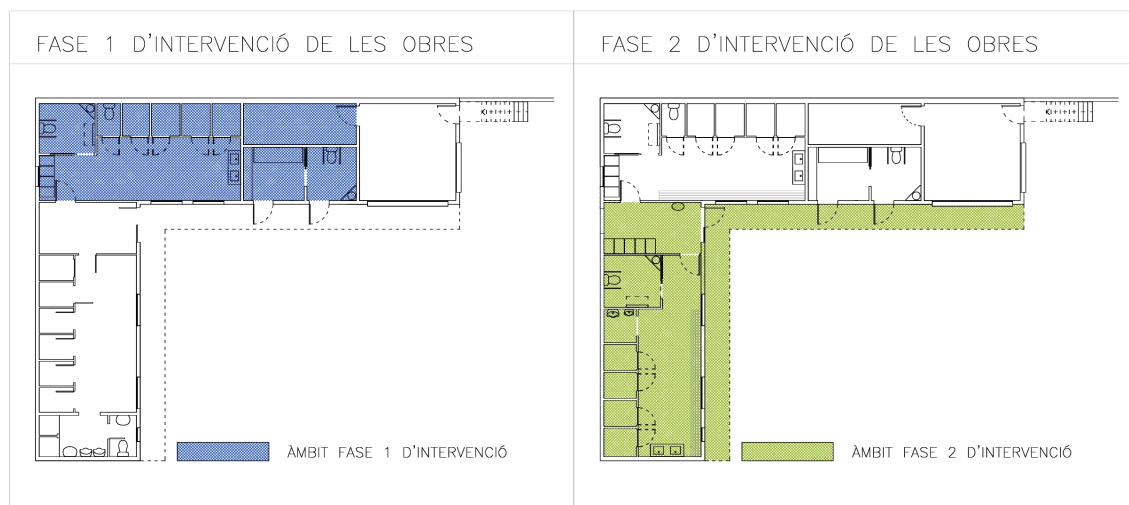 FASE 1 D'INTERVENCIÓ DE LES OBRES
FASE 2 D'INTERVENCIÓ DE LES OBRES
ÀMBIT FASE 1 D'INTERVENCIÓ
ÀMBIT FASE 2 D'INTERVENCIÓ